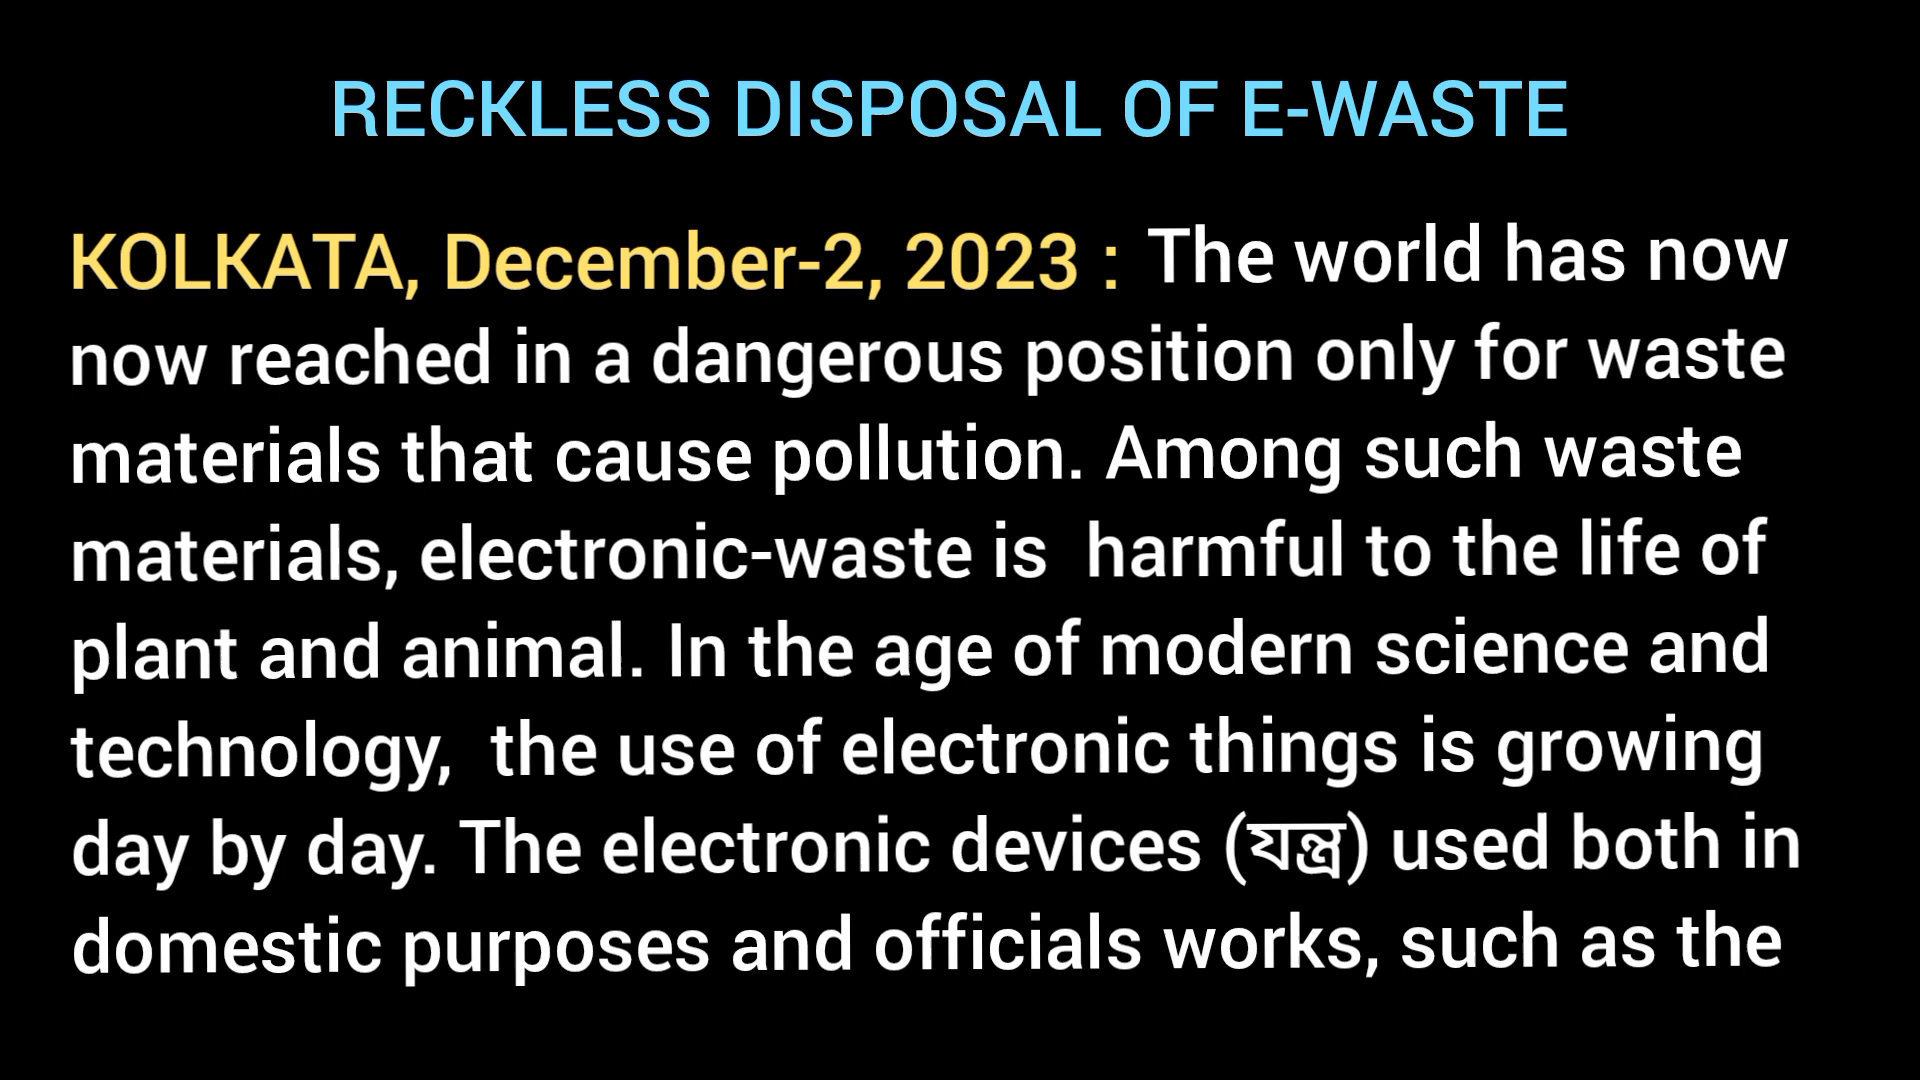 RECKLESS DISPOSAL OF E-WASTE
KOLKATA, December-2, 2023 : The world has now
now reached in a dangerous position only for waste
materials that cause pollution. Among such waste
materials, electronic-waste is  harmful to the life of
plant and animal. In the age of modern science and
technology,  the use of electronic things is growing
day by day. The electronic devices (যন্ত্র) used both in
domestic purposes and officials works, such as the